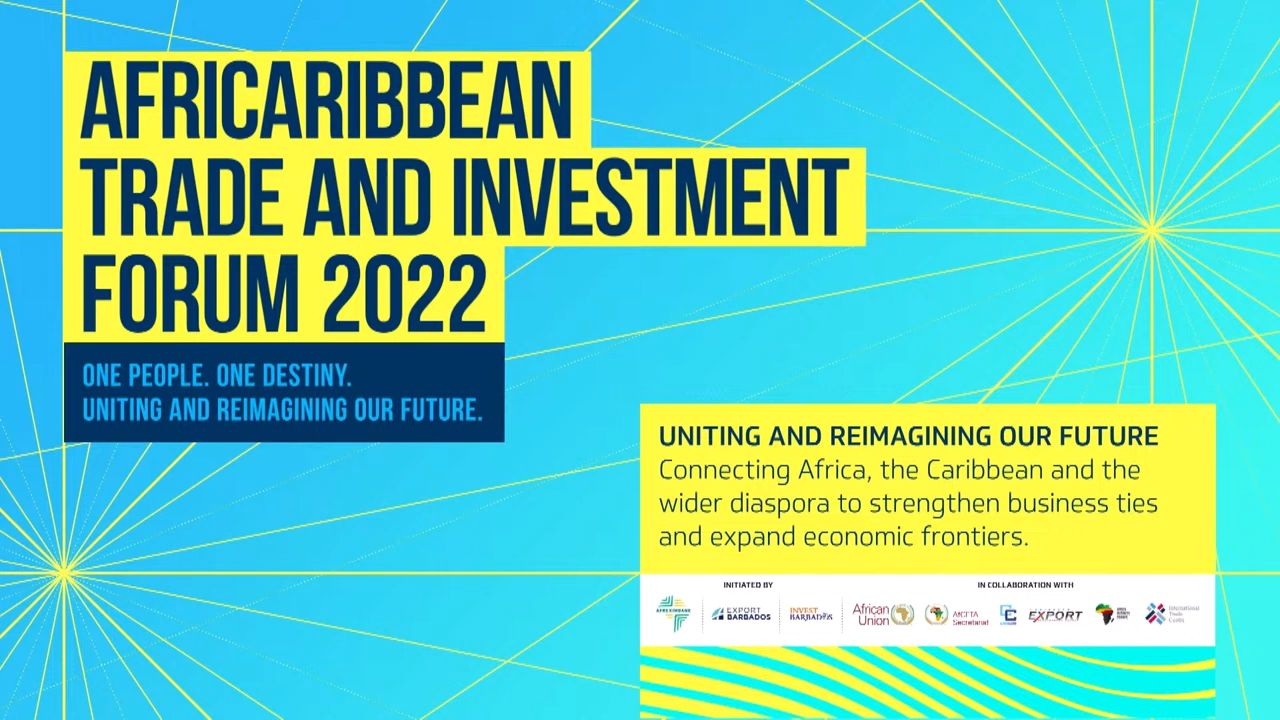 AFRICARIBBEAN
TRADE AND INVESTMENT
FORUM 2022
ONE PEOPLE. ONE DESTINY.
UNITING AND REIMAGINING OUR FUTURE.
UNITING AND REIMAGINING OUR FUTURE
Connecting Africa, the Caribbean and the
wider diaspora to strengthen business ties
and expand economic frontiers.
INITIATED BY
IN COLLABORATION WITH
AFREXIMBANK
EXPORT
BARBADOS
INVEST
BARBADOS
African
Union
AfCFTA
Secretariat
EXPORT
International
Trade
Centre